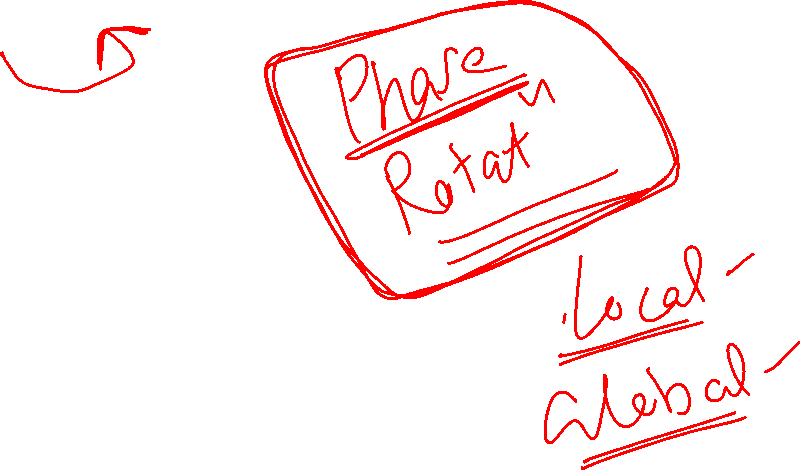 Phase
Rotatn
Local -
Global -